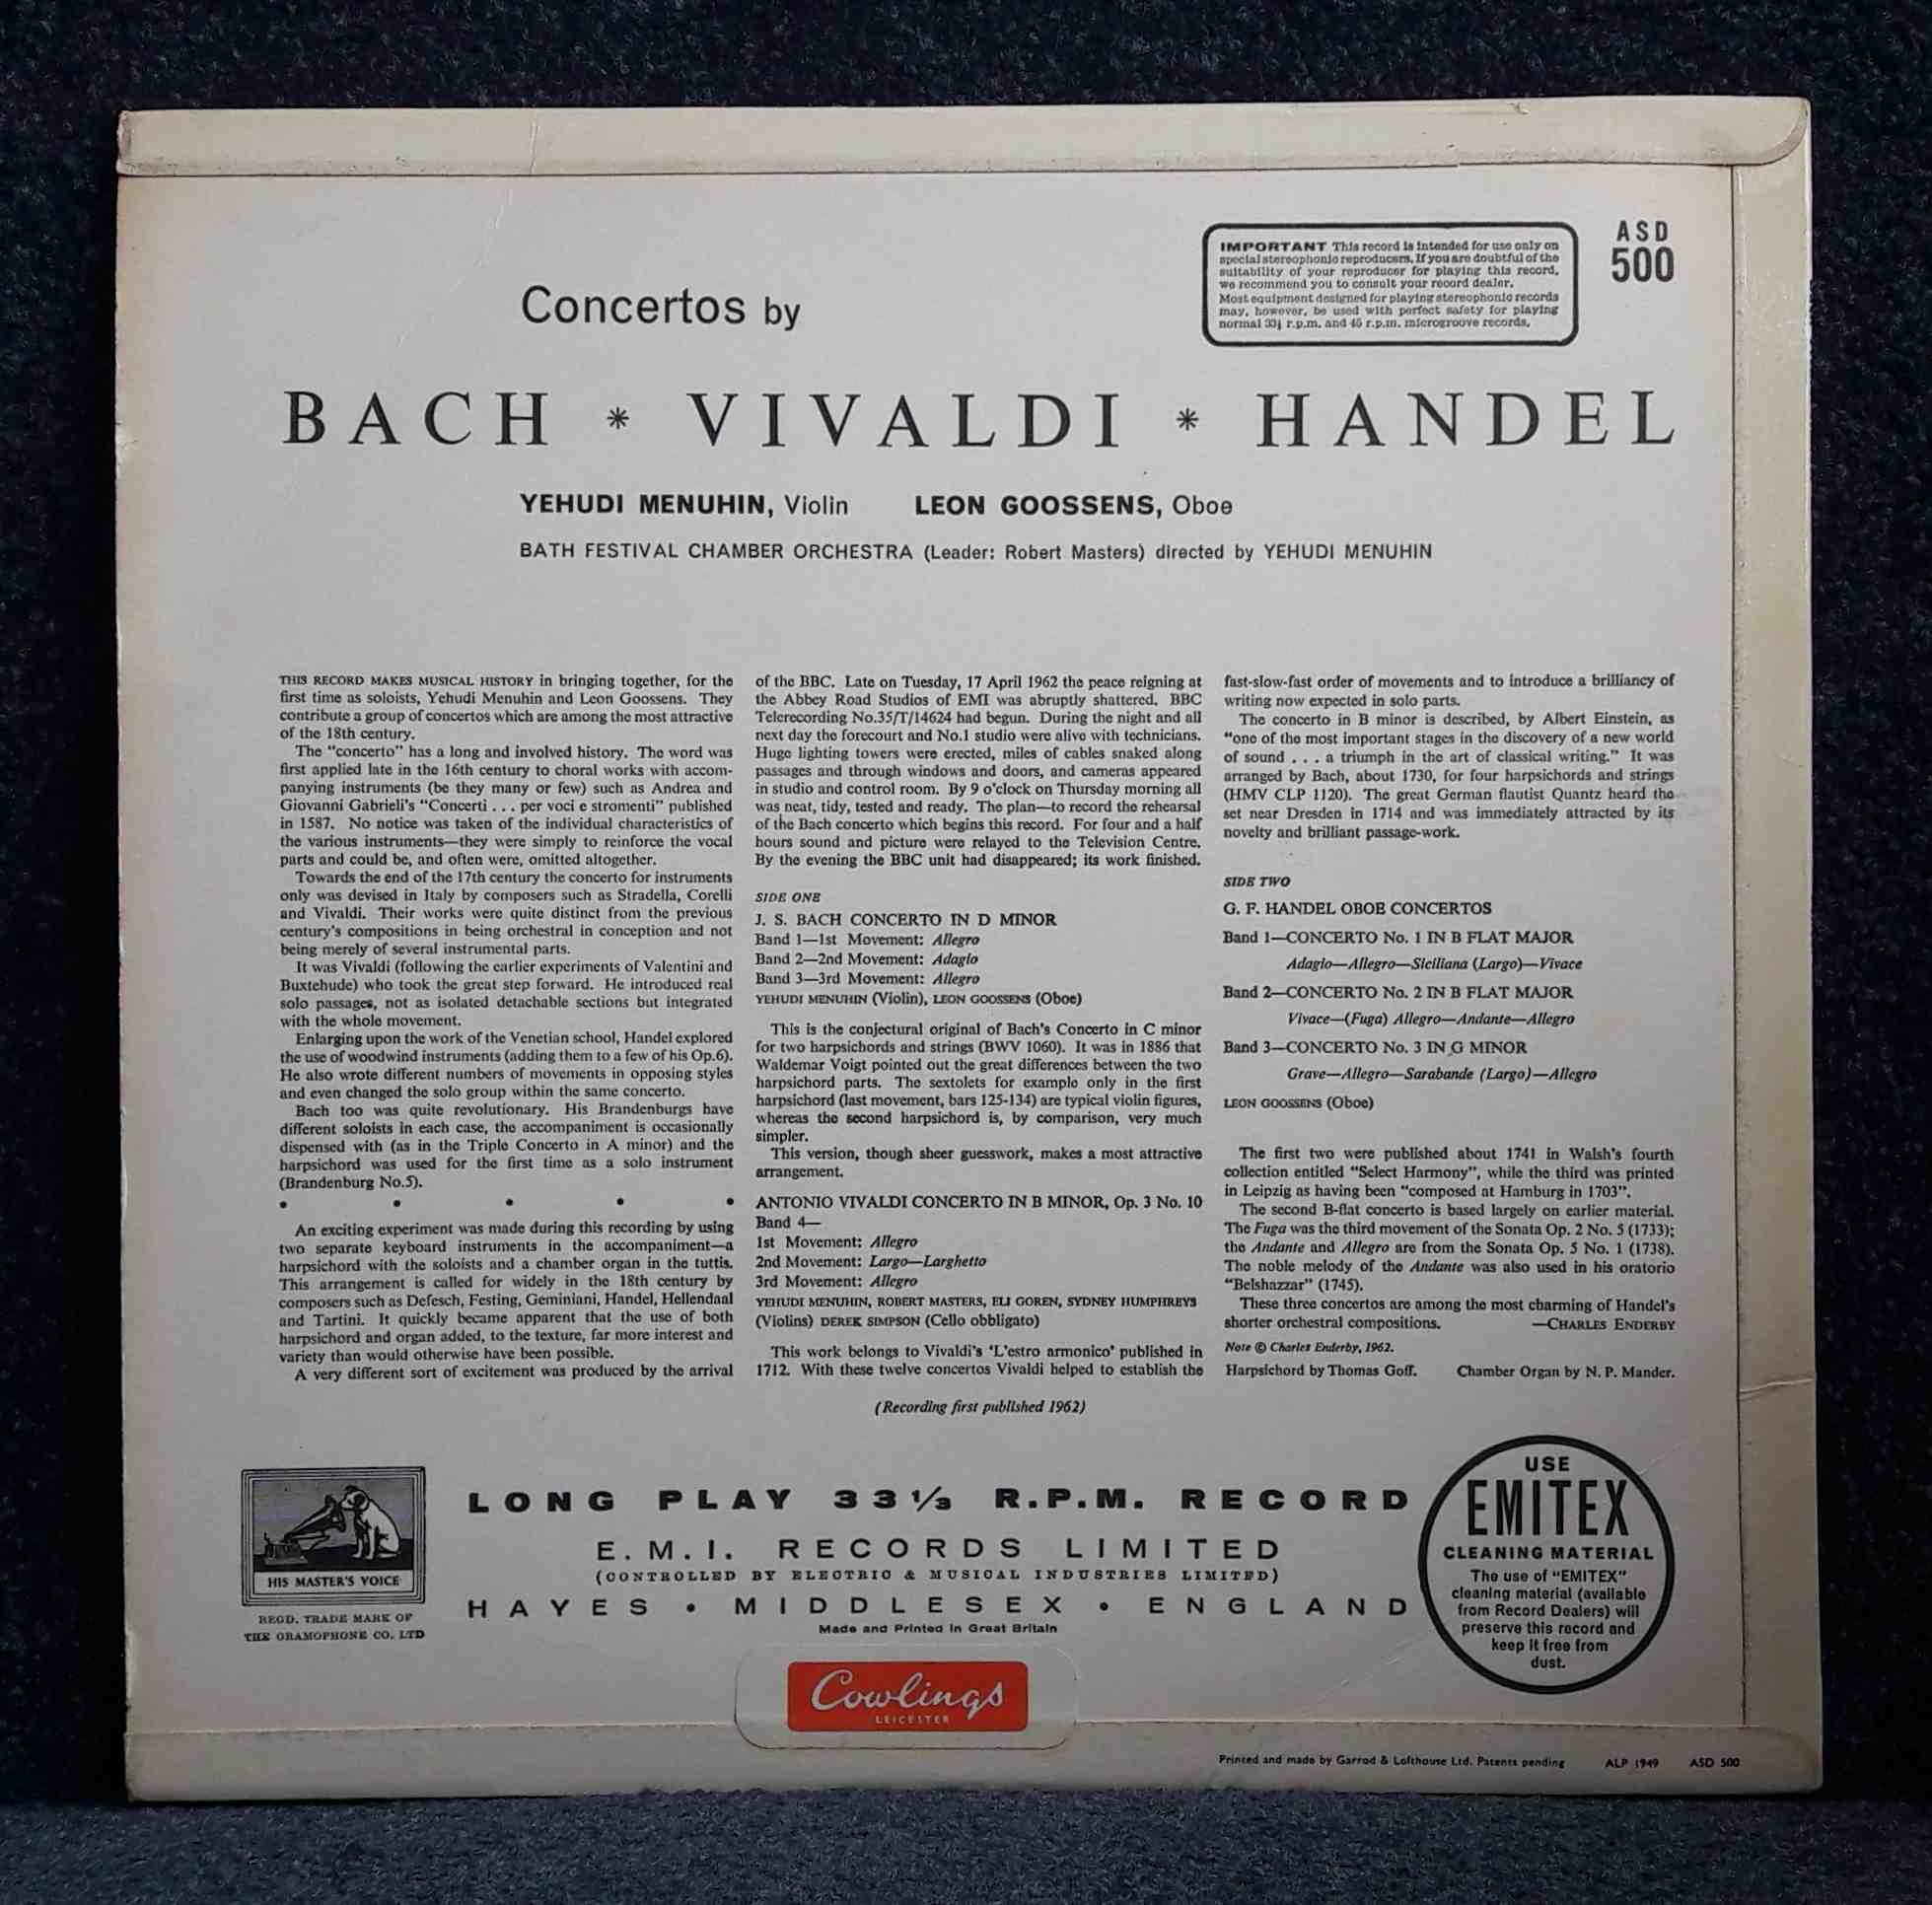 IMPORTANT This record is intended for use only on
special stereophonic reproducers. If you are doubtful of the
suitability of your reproducer for playing this record,
we recommend you to consult your record dealer.
Most equipment designed for playing stereophonic records
may, however, be used with perfect safety for playing
normal 33⅓ r.p.m. and 45 r.p.m. microgroove records.
ASD
500
Concertos by
BACH * VIVALDI * HANDEL
YEHUDI MENUHIN, Violin LEON GOOSSENS, Oboe
BATH FESTIVAL CHAMBER ORCHESTRA (Leader: Robert Masters) directed by YEHUDI MENUHIN
THIS RECORD MAKES MUSICAL HISTORY in bringing together, for the
first time as soloists, Yehudi Menuhin and Leon Goossens. They
contribute a group of concertos which are among the most attractive
of the 18th century.
The "concerto" has a long and involved history. The word was
first applied late in the 16th century to choral works with accom-
panying instruments (be they many or few) such as Andrea and
Giovanni Gabrieli's "Concerti . . . per voci e stromenti" published
in 1587. No notice was taken of the individual characteristics of
the various instruments—they were simply to reinforce the vocal
parts and could be, and often were, omitted altogether.
Towards the end of the 17th century the concerto for instruments
only was devised in Italy by composers such as Stradella, Corelli
and Vivaldi. Their works were quite distinct from the previous
century's compositions in being orchestral in conception and not
being merely of several instrumental parts.
It was Vivaldi (following the earlier experiments of Valentini and
Buxtehude) who took the great step forward. He introduced real
solo passages, not as isolated detachable sections but integrated
with the whole movement.
Enlarging upon the work of the Venetian school, Handel explored
the use of woodwind instruments (adding them to a few of his Op.6).
He also wrote different numbers of movements in opposing styles
and even changed the solo group within the same concerto.
Bach too was quite revolutionary. His Brandenburgs have
different soloists in each case, the accompaniment is occasionally
dispensed with (as in the Triple Concerto in A minor) and the
harpsichord was used for the first time as a solo instrument
(Brandenburg No.5).
• • • • •
An exciting experiment was made during this recording by using
two separate keyboard instruments in the accompaniment—a
harpsichord with the soloists and a chamber organ in the tuttis.
This arrangement is called for widely in the 18th century by
composers such as Defesch, Festing, Geminiani, Handel, Hellendaal
and Tartini. It quickly became apparent that the use of both
harpsichord and organ added, to the texture, far more interest and
variety than would otherwise have been possible.
A very different sort of excitement was produced by the arrival
of the BBC. Late on Tuesday, 17 April 1962 the peace reigning at
the Abbey Road Studios of EMI was abruptly shattered. BBC
Telerecording No.35/T/14624 had begun. During the night and all
next day the forecourt and No.1 studio were alive with technicians.
Huge lighting towers were erected, miles of cables snaked along
passages and through windows and doors, and cameras appeared
in studio and control room. By 9 o'clock on Thursday morning all
was neat, tidy, tested and ready. The plan—to record the rehearsal
of the Bach concerto which begins this record. For four and a half
hours sound and picture were relayed to the Television Centre.
By the evening the BBC unit had disappeared; its work finished.
SIDE ONE
J. S. BACH CONCERTO IN D MINOR
Band 1—1st Movement: Allegro
Band 2—2nd Movement: Adagio
Band 3—3rd Movement: Allegro
YEHUDI MENUHIN (Violin), LEON GOOSSENS (Oboe)
This is the conjectural original of Bach's Concerto in C minor
for two harpsichords and strings (BWV 1060). It was in 1886 that
Waldemar Voigt pointed out the great differences between the two
harpsichord parts. The sextolets for example only in the first
harpsichord (last movement, bars 125-134) are typical violin figures,
whereas the second harpsichord is, by comparison, very much
simpler.
This version, though sheer guesswork, makes a most attractive
arrangement.
ANTONIO VIVALDI CONCERTO IN B MINOR, Op. 3 No. 10
Band 4—
1st Movement: Allegro
2nd Movement: Largo—Larghetto
3rd Movement: Allegro
YEHUDI MENUHIN, ROBERT MASTERS, ELI GOREN, SYDNEY HUMPHREYS
(Violins) DEREK SIMPSON (Cello obbligato)
This work belongs to Vivaldi's 'L'estro armonico' published in
1712. With these twelve concertos Vivaldi helped to establish the
fast-slow-fast order of movements and to introduce a brilliancy of
writing now expected in solo parts.
The concerto in B minor is described, by Albert Einstein, as
"one of the most important stages in the discovery of a new world
of sound . . . a triumph in the art of classical writing." It was
arranged by Bach, about 1730, for four harpsichords and strings
(HMV CLP 1120). The great German flautist Quantz heard the
set near Dresden in 1714 and was immediately attracted by its
novelty and brilliant passage-work.
SIDE TWO
G. F. HANDEL OBOE CONCERTOS
Band 1—CONCERTO No. 1 IN B FLAT MAJOR
Adagio—Allegro—Siciliana (Largo)—Vivace
Band 2—CONCERTO No. 2 IN B FLAT MAJOR
Vivace—(Fuga) Allegro—Andante—Allegro
Band 3—CONCERTO No. 3 IN G MINOR
Grave—Allegro—Sarabande (Largo)—Allegro
LEON GOOSSENS (Oboe)
The first two were published about 1741 in Walsh's fourth
collection entitled "Select Harmony", while the third was printed
in Leipzig as having been "composed at Hamburg in 1703".
The second B-flat concerto is based largely on earlier material.
The Fuga was the third movement of the Sonata Op. 2 No. 5 (1733);
the Andante and Allegro are from the Sonata Op. 5 No. 1 (1738).
The noble melody of the Andante was also used in his oratorio
"Belshazzar" (1745).
These three concertos are among the most charming of Handel's
shorter orchestral compositions. —CHARLES ENDERBY
Note © Charles Enderby, 1962.
Harpsichord by Thomas Goff. Chamber Organ by N. P. Mander.
(Recording first published 1962)
HIS MASTER'S VOICE
REGD. TRADE MARK OF
THE GRAMOPHONE CO. LTD
LONG PLAY 33⅓ R.P.M. RECORD
E.M.I. RECORDS LIMITED
(CONTROLLED BY ELECTRIC & MUSICAL INDUSTRIES LIMITED)
HAYES • MIDDLESEX • ENGLAND
Made and Printed in Great Britain
USE
EMITEX
CLEANING MATERIAL
The use of "EMITEX"
cleaning material (available
from Record Dealers) will
preserve this record and
keep it free from
dust.
Cowlings
LEICESTER
Printed and made by Garrod & Lofthouse Ltd. Patents pending ALP 1949 ASD 500